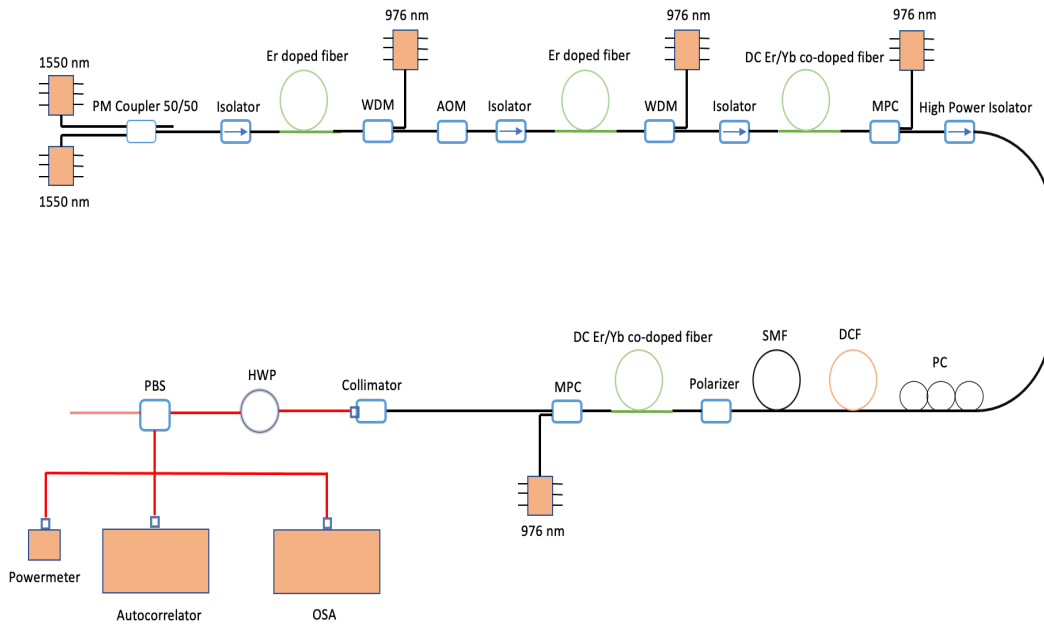 976 nm
976 nm
976 nm
1550 nm
Er doped fiber
Er doped fiber
DC Er/Yb co-doped fiber
PM Coupler 50/50
Isolator
WDM
AOM
Isolator
WDM
Isolator
MPC
High Power Isolator
1550 nm
DC Er/Yb co-doped fiber
SMF
DCF
PC
PBS
HWP
Collimator
MPC
Polarizer
976 nm
Powermeter
Autocorrelator
OSA